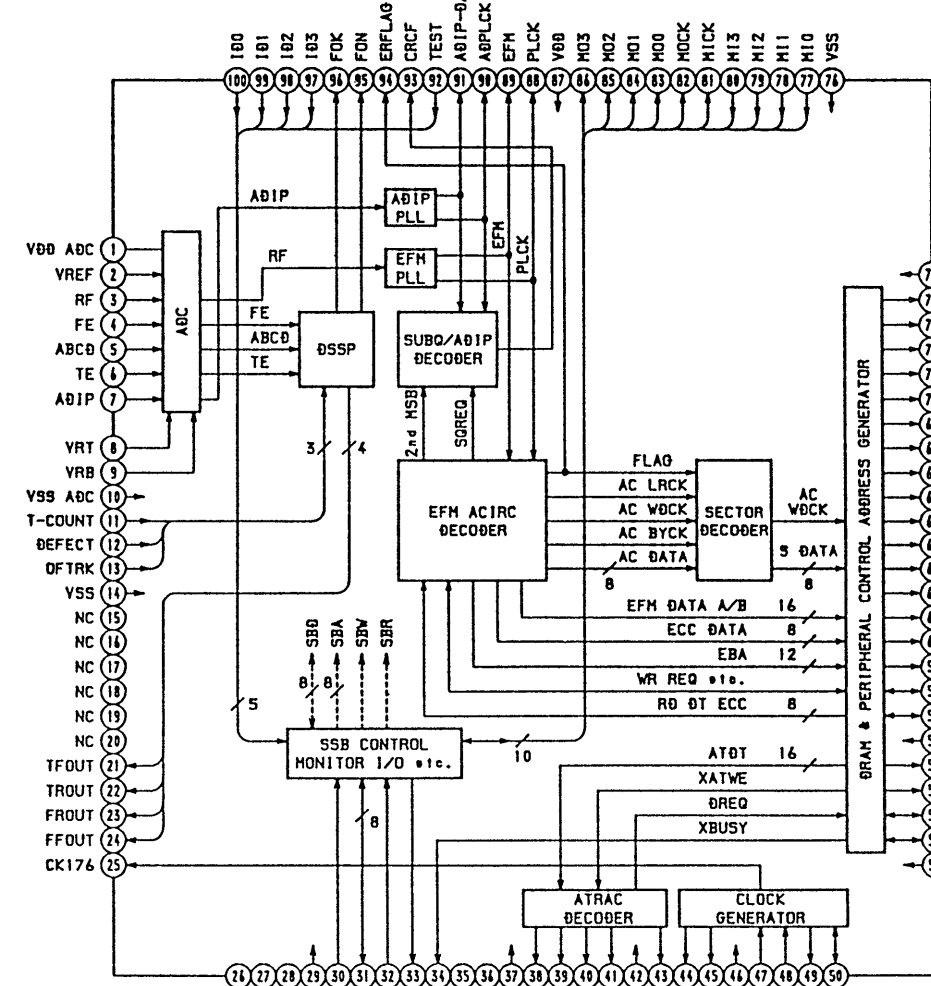 ID0
ID1
ID2
ID3
FOK
FON
ERFLAG
CRCF
TEST
ADIP-DA
ADPLCK
EFM
PLCK
VDD
MO3
MO2
MO1
MO0
MOCK
MICK
MI3
MI2
MI1
MI0
VSS
100 99 98 97 96 95 94 93 92 91 90 89 88 87 86 85 84 83 82 81 80 79 78 77 76
VDD ADC 1
VREF 2
RF 3
FE 4
ABCD 5
TE 6
ADIP 7
VRT 8
VRB 9
VSS ADC 10
T-COUNT 11
DEFECT 12
OFTRK 13
VSS 14
NC 15
NC 16
NC 17
NC 18
NC 19
NC 20
TFOUT 21
TROUT 22
FROUT 23
FFOUT 24
CK176 25
ADC
ADIP
RF
FE
ABCD
TE
ADIP
PLL
EFM
PLL
EFM
PLCK
DSSP
SUBQ/ADIP
DECODER
3
4
2nd MSB
SQREQ
EFM ACIRC
DECODER
FLAG
AC LRCK
AC WDCK
AC BYCK
AC DATA
8
SECTOR
DECODER
AC
WDCK
S DATA
8
EFM DATA A/B 16
ECC DATA 8
EBA 12
WR REQ etc.
RD DT ECC 8
DRAM & PERIPHERAL CONTROL ADDRESS GENERATOR
SBD
SBA
SBW
SBR
8
8
5
SSB CONTROL
MONITOR I/O etc.
10
8
ATDT 16
XATWE
DREQ
XBUSY
ATRAC
DECODER
CLOCK
GENERATOR
26 27 28 29 30 31 32 33 34 35 36 37 38 39 40 41 42 43 44 45 46 47 48 49 50